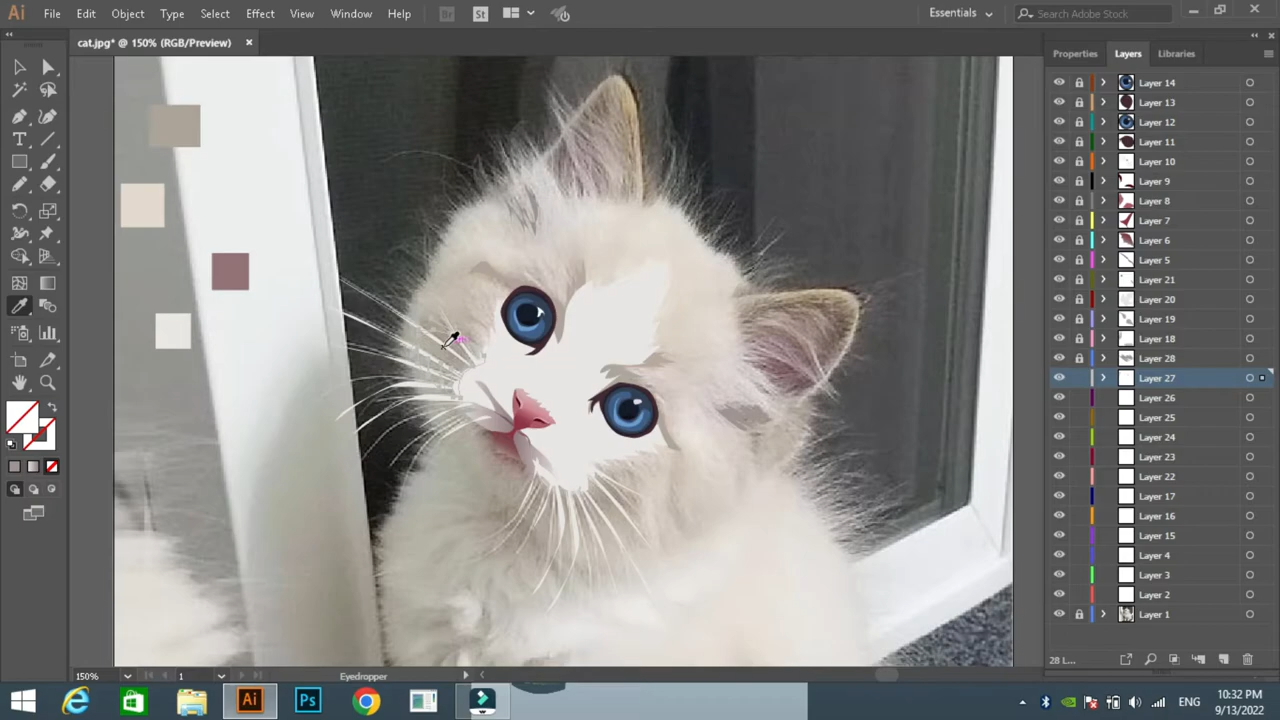 Ai File Edit Object Type Select Effect View Window Help Br St Essentials Search Adobe Stock
cat.jpg* @ 150% (RGB/Preview)
Properties Layers Libraries
Layer 14
Layer 13
Layer 12
Layer 11
Layer 10
Layer 9
Layer 8
Layer 7
Layer 6
Layer 5
Layer 21
Layer 20
Layer 19
Layer 18
Layer 28
Layer 27
Layer 26
Layer 25
Layer 24
Layer 23
Layer 22
Layer 17
Layer 16
Layer 15
Layer 4
Layer 3
Layer 2
Layer 1
28 L...
150% 1 Eyedropper
Ai Ps ENG
10:32 PM
9/13/2022